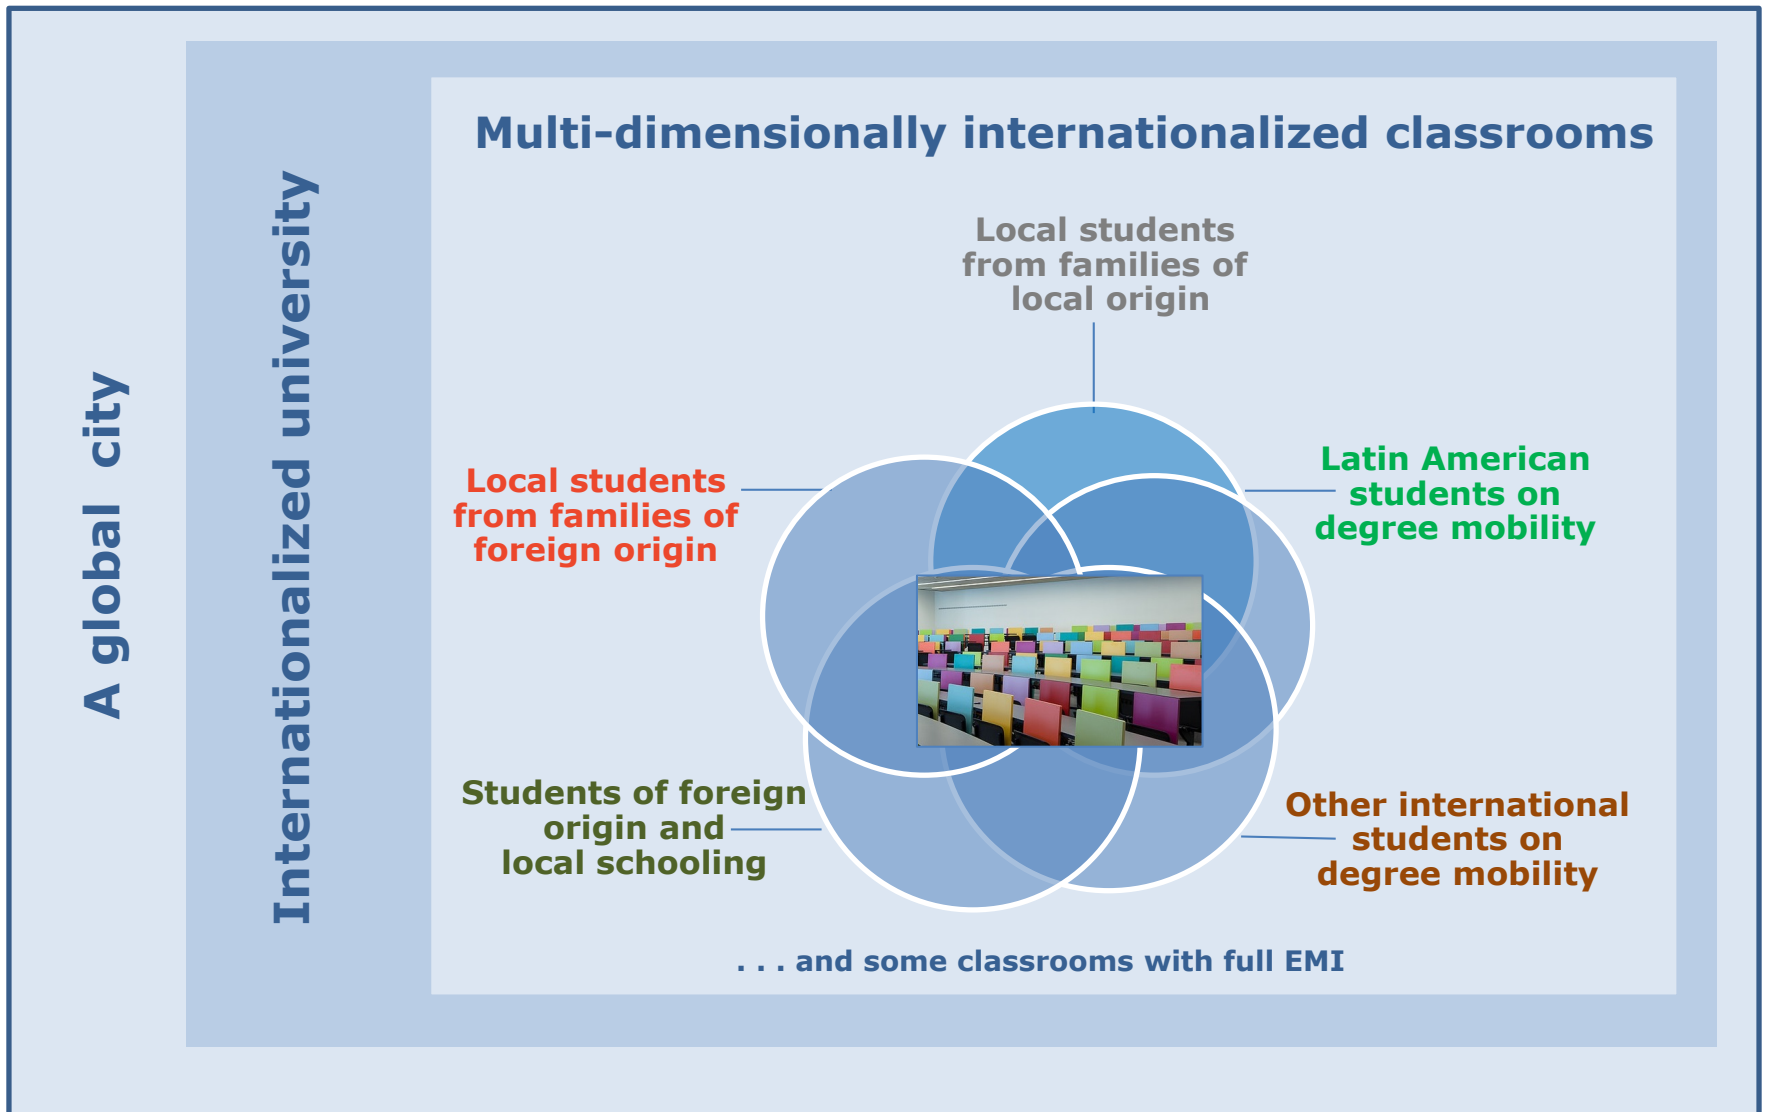 A global city
Internationalized university
Multi-dimensionally internationalized classrooms
Local students
from families of
local origin
Latin American
students on
degree mobility
Local students
from families of
foreign origin
Students of foreign
origin and
local schooling
Other international
students on
degree mobility
. . . and some classrooms with full EMI